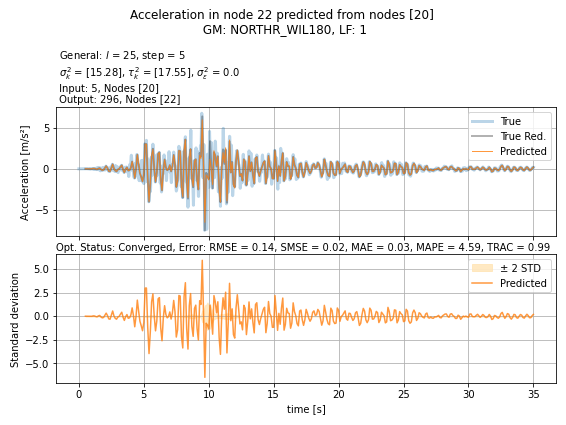 Acceleration in node 22 predicted from nodes [20]
GM: NORTHR_WIL180, LF: 1
General: l = 25, step = 5
σ²ₖ = [15.28], τ²ₖ = [17.55], σ²ε = 0.0
Input: 5, Nodes [20]
Output: 296, Nodes [22]
Acceleration [m/s²]
5
0
−5
True
True Red.
Predicted
Opt. Status: Converged, Error: RMSE = 0.14, SMSE = 0.02, MAE = 0.03, MAPE = 4.59, TRAC = 0.99
Standard deviation
5.0
2.5
0.0
−2.5
−5.0
± 2 STD
Predicted
0 5 10 15 20 25 30 35
time [s]